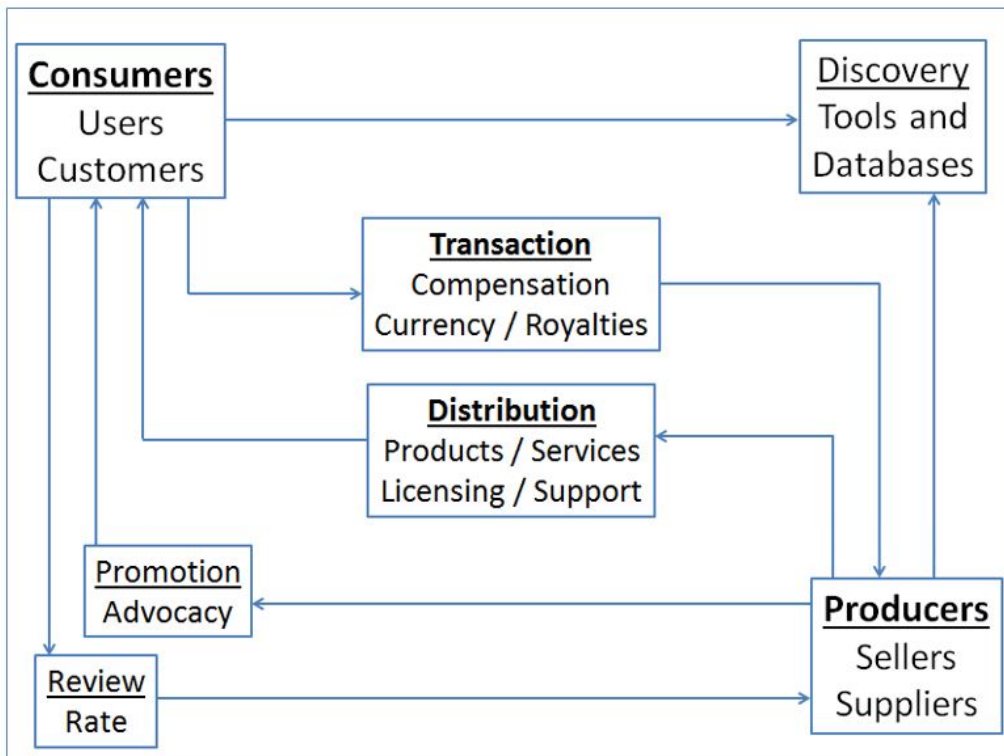 Consumers
Users
Customers
Discovery
Tools and
Databases
Transaction
Compensation
Currency / Royalties
Distribution
Products / Services
Licensing / Support
Promotion
Advocacy
Producers
Sellers
Suppliers
Review
Rate